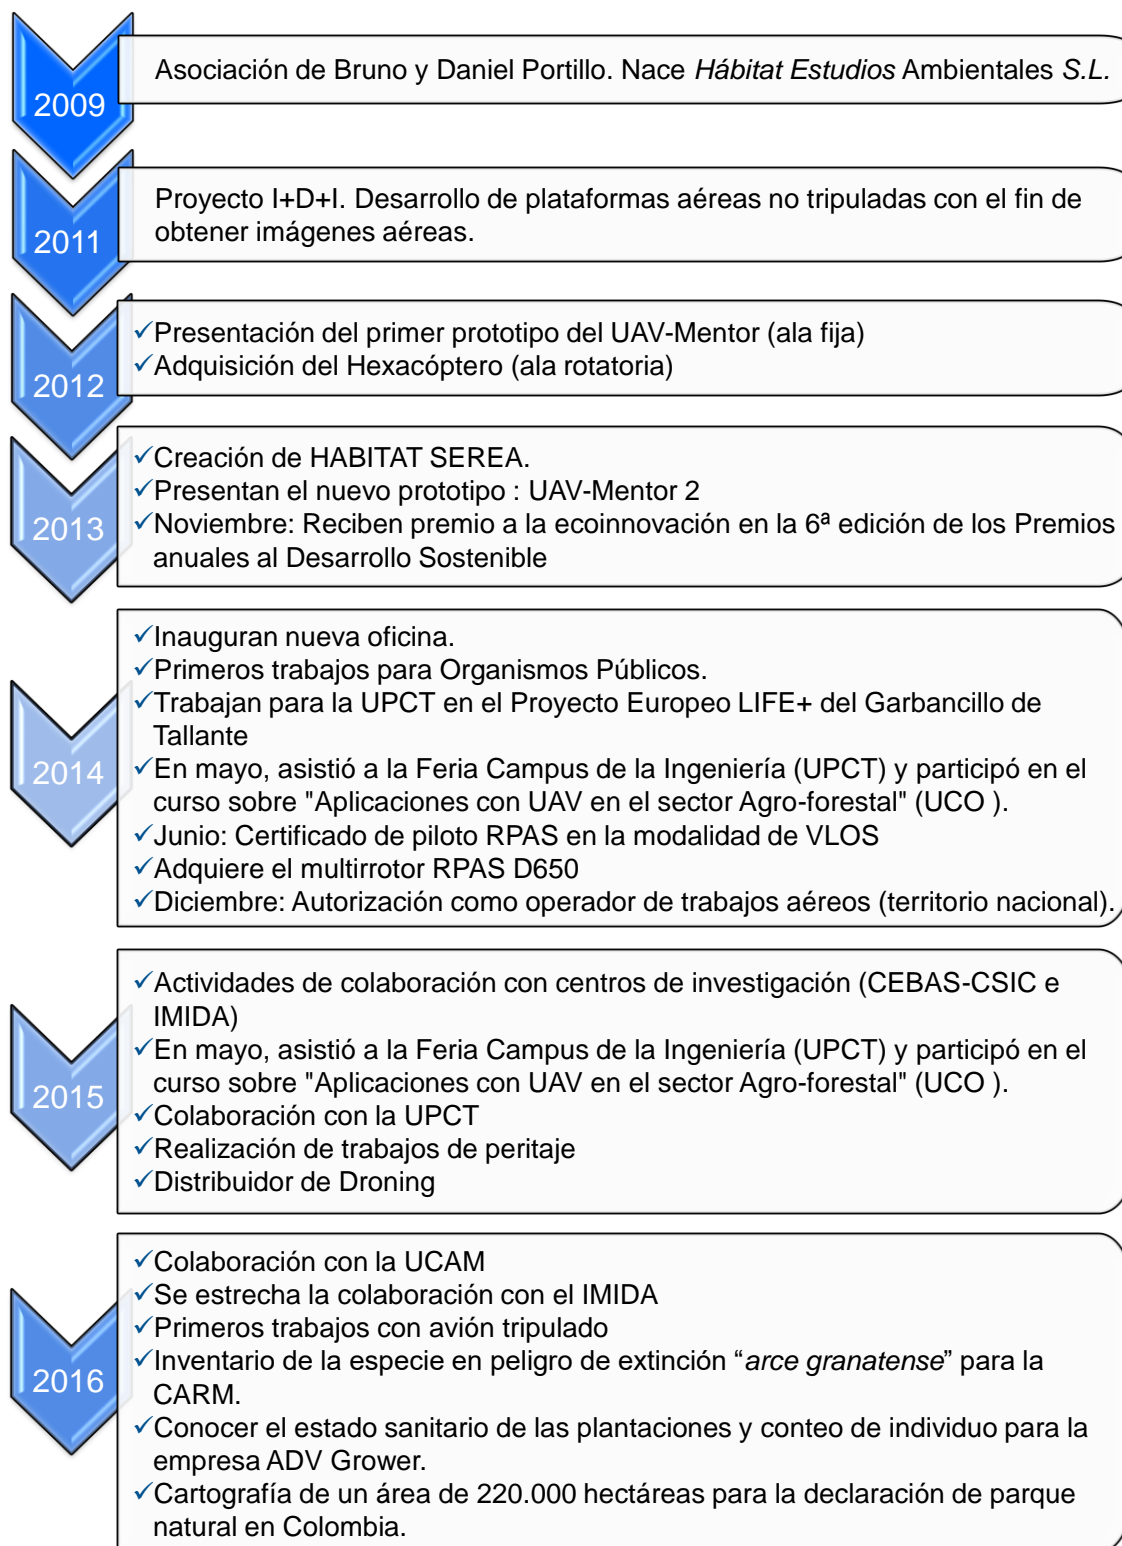 2009
Asociación de Bruno y Daniel Portillo. Nace Hábitat Estudios Ambientales S.L.
2011
Proyecto I+D+I. Desarrollo de plataformas aéreas no tripuladas con el fin de
obtener imágenes aéreas.
2012
✓Presentación del primer prototipo del UAV-Mentor (ala fija)
✓Adquisición del Hexacóptero (ala rotatoria)
2013
✓Creación de HABITAT SEREA.
✓Presentan el nuevo prototipo : UAV-Mentor 2
✓Noviembre: Reciben premio a la ecoinnovación en la 6ª edición de los Premios
anuales al Desarrollo Sostenible
2014
✓Inauguran nueva oficina.
✓Primeros trabajos para Organismos Públicos.
✓Trabajan para la UPCT en el Proyecto Europeo LIFE+ del Garbancillo de
Tallante
✓En mayo, asistió a la Feria Campus de la Ingeniería (UPCT) y participó en el
curso sobre "Aplicaciones con UAV en el sector Agro-forestal" (UCO ).
✓Junio: Certificado de piloto RPAS en la modalidad de VLOS
✓Adquiere el multirrotor RPAS D650
✓Diciembre: Autorización como operador de trabajos aéreos (territorio nacional).
2015
✓Actividades de colaboración con centros de investigación (CEBAS-CSIC e
IMIDA)
✓En mayo, asistió a la Feria Campus de la Ingeniería (UPCT) y participó en el
curso sobre "Aplicaciones con UAV en el sector Agro-forestal" (UCO ).
✓Colaboración con la UPCT
✓Realización de trabajos de peritaje
✓Distribuidor de Droning
2016
✓Colaboración con la UCAM
✓Se estrecha la colaboración con el IMIDA
✓Primeros trabajos con avión tripulado
✓Inventario de la especie en peligro de extinción “arce granatense” para la
CARM.
✓Conocer el estado sanitario de las plantaciones y conteo de individuo para la
empresa ADV Grower.
✓Cartografía de un área de 220.000 hectáreas para la declaración de parque
natural en Colombia.